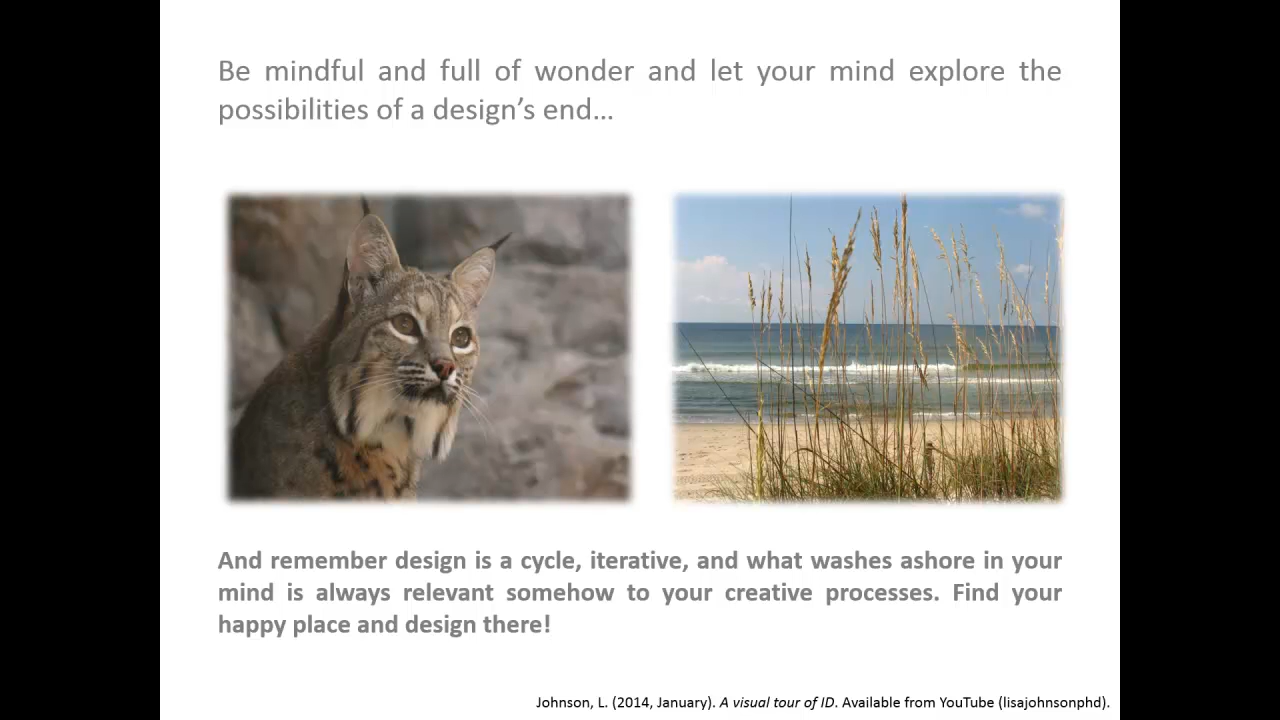 Be mindful and full of wonder and let your mind explore the
possibilities of a design’s end…
And remember design is a cycle, iterative, and what washes ashore in your
mind is always relevant somehow to your creative processes. Find your
happy place and design there!
Johnson, L. (2014, January). A visual tour of ID. Available from YouTube (lisajohnsonphd).